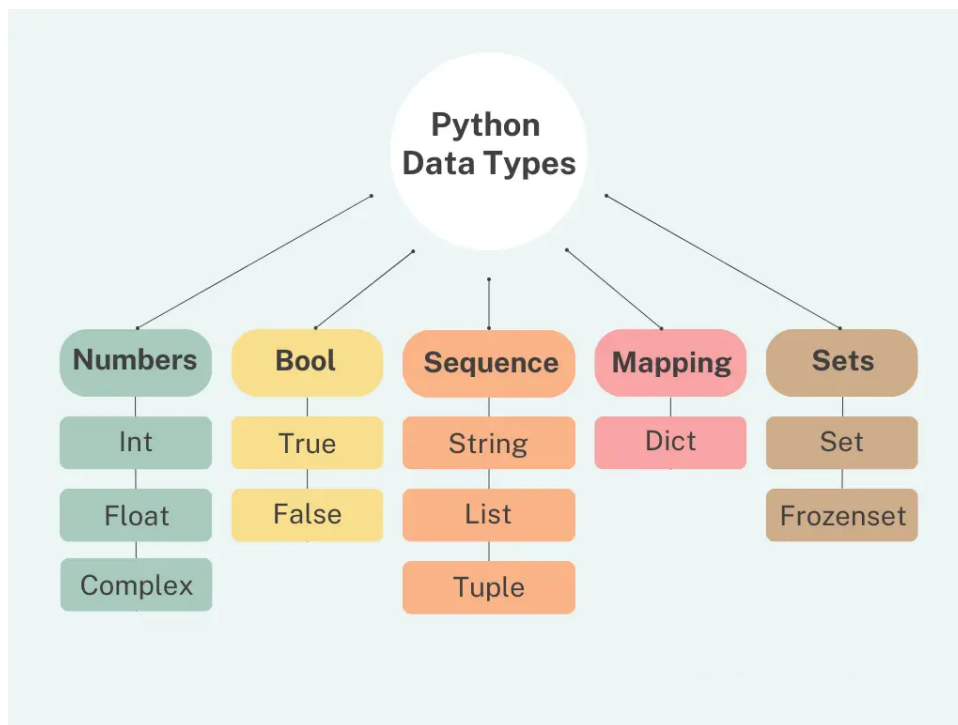 Python
Data Types
Numbers
Bool
Sequence
Mapping
Sets
Int
True
String
Dict
Set
Float
False
List
Frozenset
Complex
Tuple